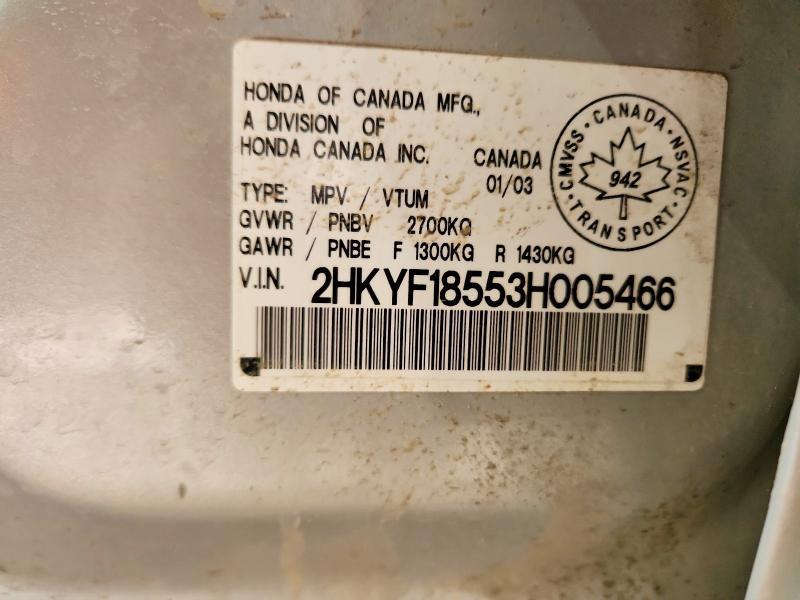 HONDA OF CANADA MFG.,
A DIVISION OF
HONDA CANADA INC.
CANADA
01/03
TYPE: MPV / VTUM
GVWR / PNBV 2700KG
GAWR / PNBE F 1300KG R 1430KG
V.I.N. 2HKYF18553H005466
CMVSS · CANADA · NSVAC · TRANSPORT ·
942